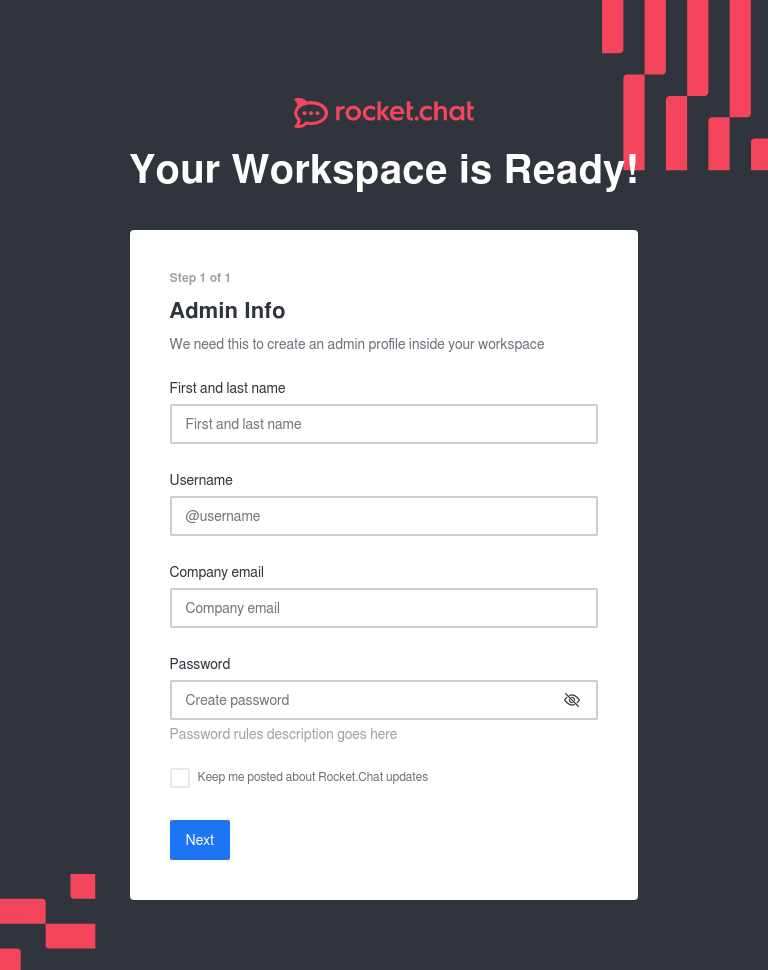 rocket.chat
Your Workspace is Ready!
Step 1 of 1
Admin Info
We need this to create an admin profile inside your workspace
First and last name
First and last name
Username
@username
Company email
Company email
Password
Create password
Password rules description goes here
Keep me posted about Rocket.Chat updates
Next